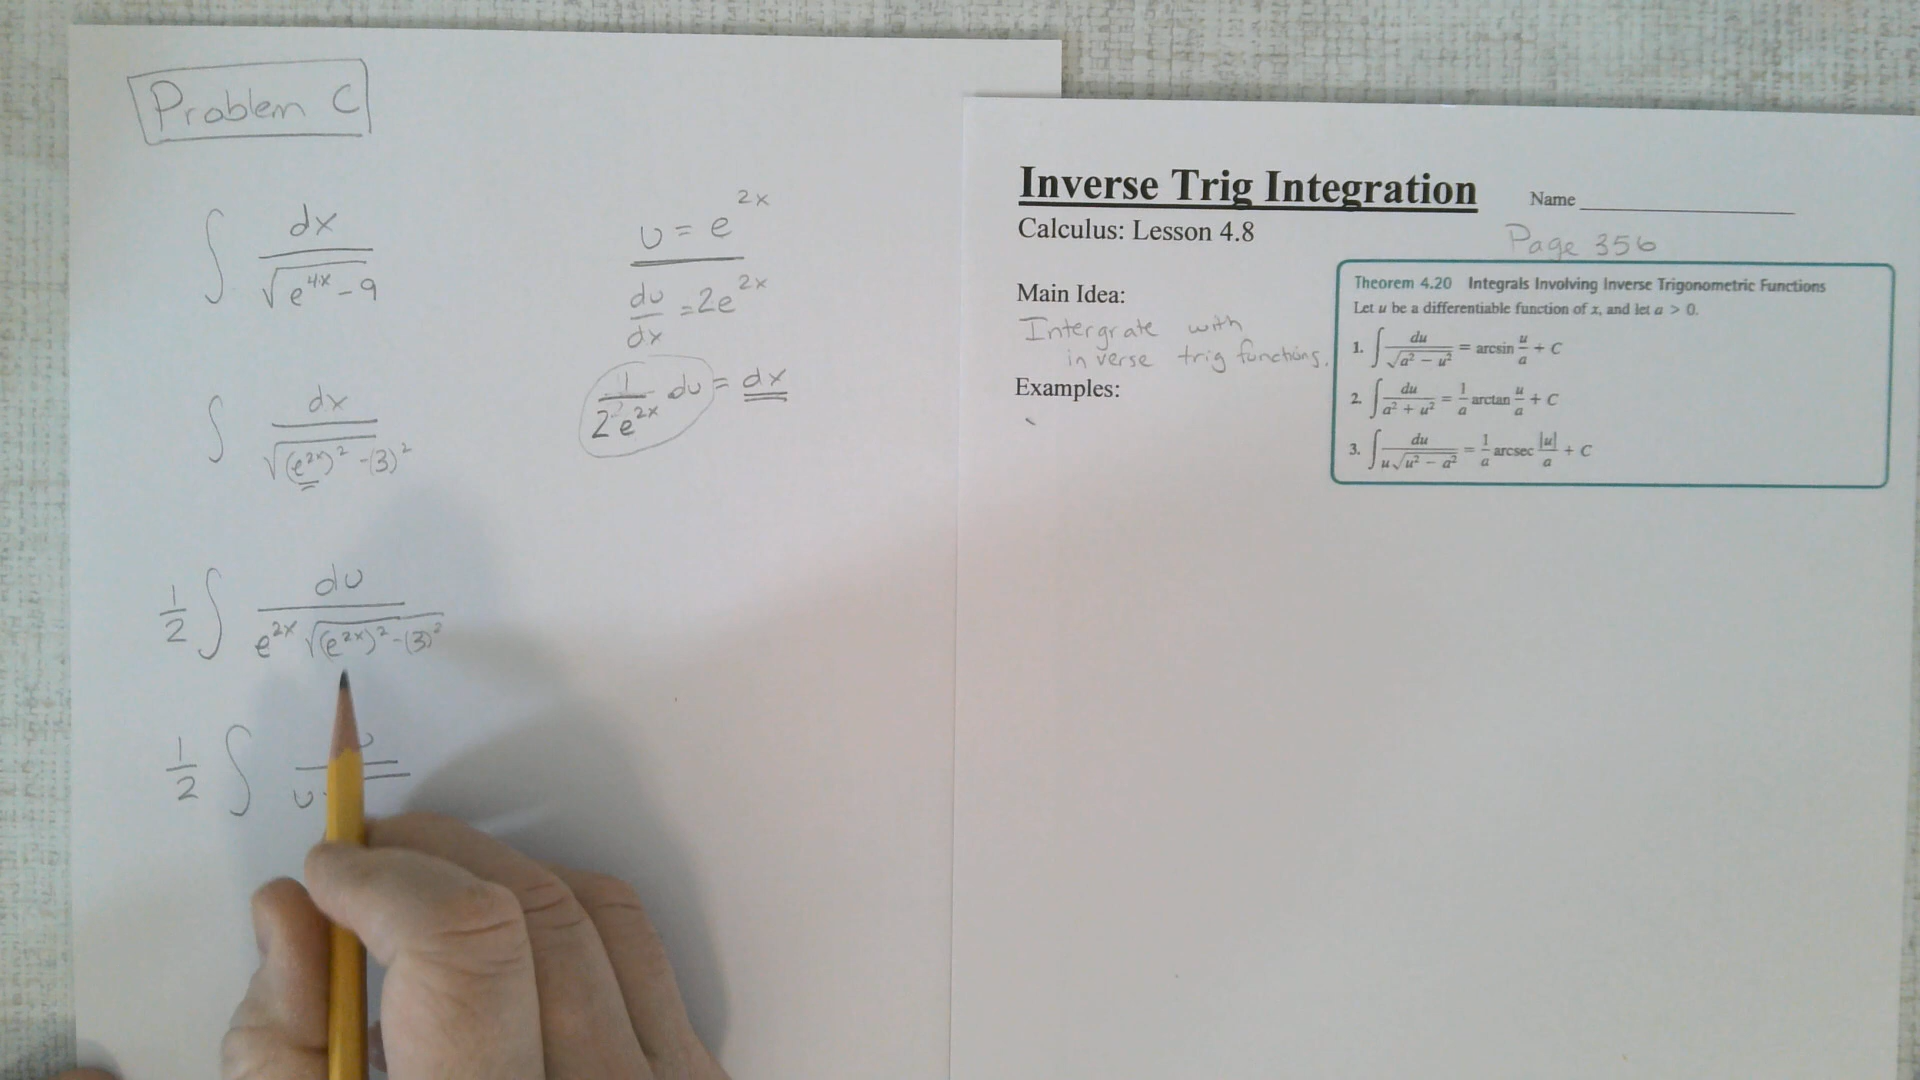 Problem C
∫ dx / √(e^4x - 9)
∫ dx / √((e^2x)^2 - (3)^2)
1/2 ∫ du / e^2x √((e^2x)^2 - (3)^2)
1/2 ∫
u
u = e^2x
du/dx = 2e^2x
1/(2e^2x) du = dx
Inverse Trig Integration
Name
Calculus: Lesson 4.8
Page 356
Main Idea:
Intergrate with
inverse trig functions.
Examples:
Theorem 4.20 Integrals Involving Inverse Trigonometric Functions
Let u be a differentiable function of x, and let a > 0.
1. ∫ du / √(a² - u²) = arcsin u/a + C
2. ∫ du / (a² + u²) = 1/a arctan u/a + C
3. ∫ du / u√(u² - a²) = 1/a arcsec |u|/a + C